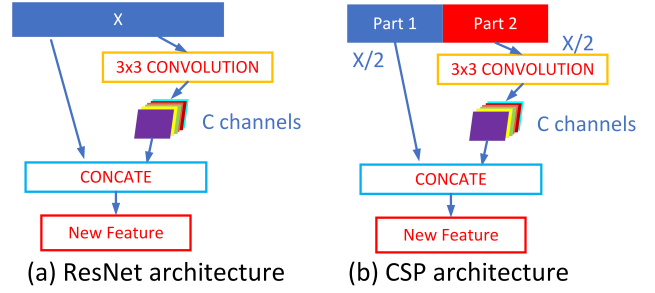 X
3x3 CONVOLUTION
C channels
CONCATE
New Feature
(a) ResNet architecture
Part 1 Part 2
X/2 X/2
3x3 CONVOLUTION
C channels
CONCATE
New Feature
(b) CSP architecture